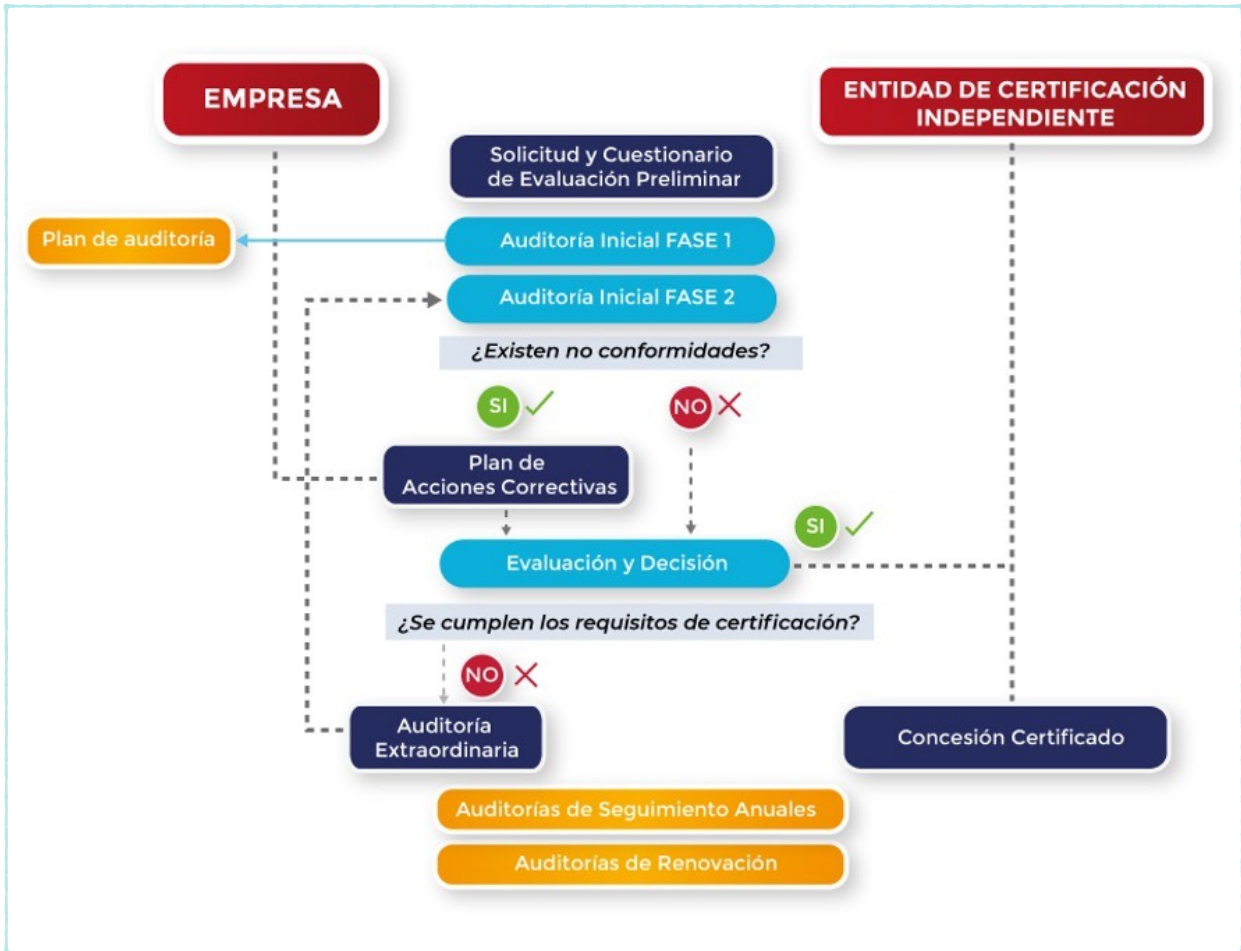 EMPRESA
ENTIDAD DE CERTIFICACIÓN
INDEPENDIENTE
Solicitud y Cuestionario
de Evaluación Preliminar
Plan de auditoría
Auditoría Inicial FASE 1
Auditoría Inicial FASE 2
¿Existen no conformidades?
SI
NO
Plan de
Acciones Correctivas
SI
Evaluación y Decisión
¿Se cumplen los requisitos de certificación?
NO
Auditoría
Extraordinaria
Concesión Certificado
Auditorías de Seguimiento Anuales
Auditorías de Renovación